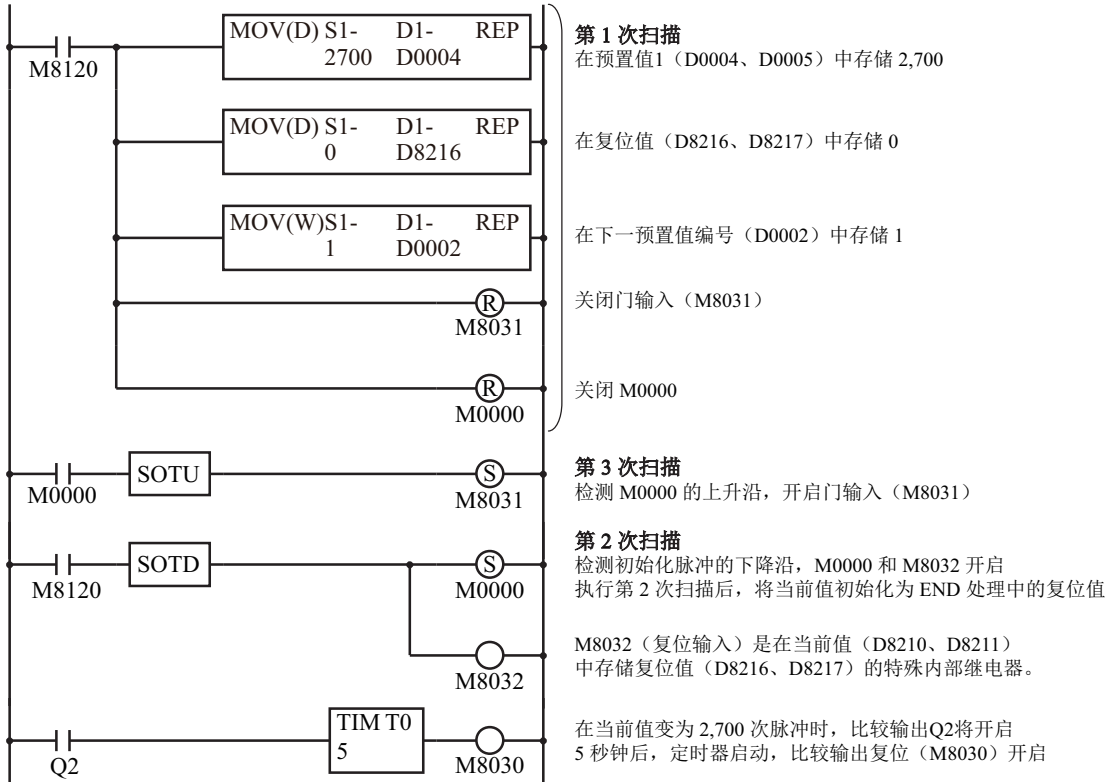 MOV(D) S1- D1- REP
2700 D0004
M8120
第 1 次扫描
在预置值1（D0004、D0005）中存储 2,700
MOV(D) S1- D1- REP
0 D8216
在复位值（D8216、D8217）中存储 0
MOV(W)S1- D1- REP
1 D0002
在下一预置值编号（D0002）中存储 1
R
M8031
关闭门输入（M8031）
R
M0000
关闭 M0000
M0000
SOTU
S
M8031
第 3 次扫描
检测 M0000 的上升沿，开启门输入（M8031）
M8120
SOTD
S
M0000
第 2 次扫描
检测初始化脉冲的下降沿，M0000 和 M8032 开启
执行第 2 次扫描后，将当前值初始化为 END 处理中的复位值
M8032
M8032（复位输入）是在当前值（D8210、D8211）
中存储复位值（D8216、D8217）的特殊内部继电器。
Q2
TIM T0
5
M8030
在当前值变为 2,700 次脉冲时，比较输出Q2将开启
5 秒钟后，定时器启动，比较输出复位（M8030）开启